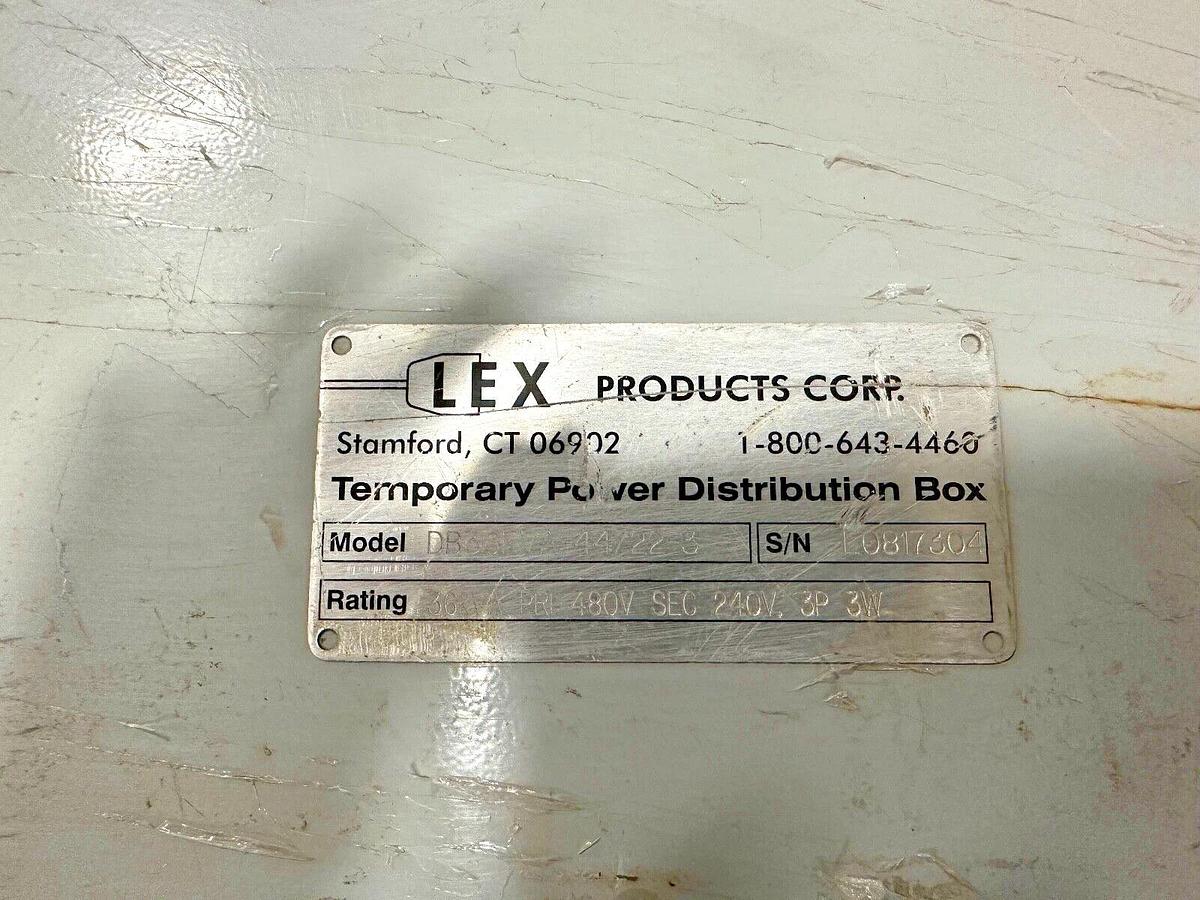 LEX PRODUCTS CORP.
Stamford, CT 06902 1-800-643-4460
Temporary Power Distribution Box
Model S/N L0817304
Rating PRI 480V SEC 240V, 3P 3W